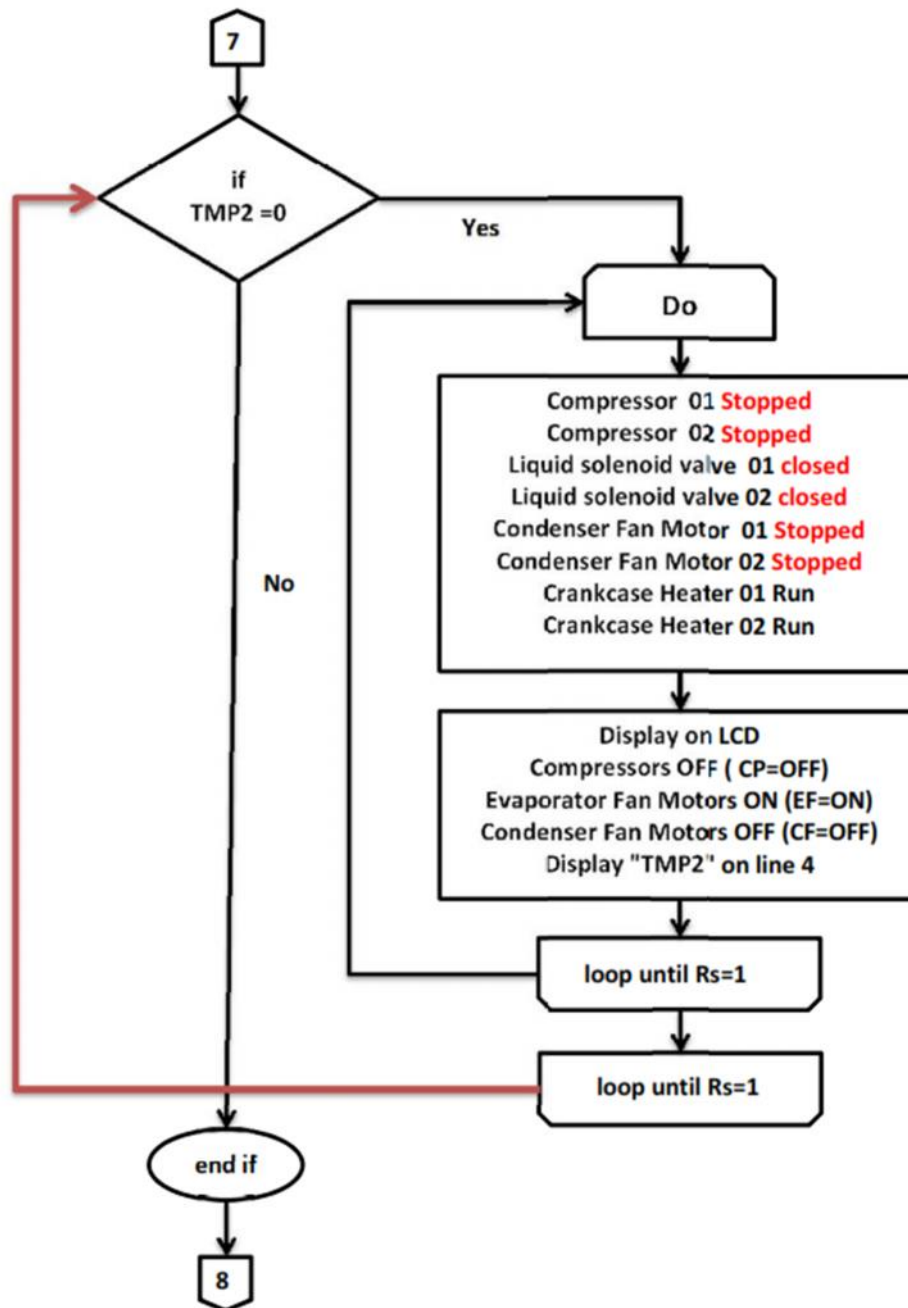 7
if
TMP2 =0
Yes
Do
Compressor 01 Stopped
Compressor 02 Stopped
Liquid solenoid valve 01 closed
Liquid solenoid valve 02 closed
Condenser Fan Motor 01 Stopped
Condenser Fan Motor 02 Stopped
No
Crankcase Heater 01 Run
Crankcase Heater 02 Run
Display on LCD
Compressors OFF ( CP=OFF)
Evaporator Fan Motors ON (EF=ON)
Condenser Fan Motors OFF (CF=OFF)
Display "TMP2" on line 4
loop until Rs=1
loop until Rs=1
end if
8